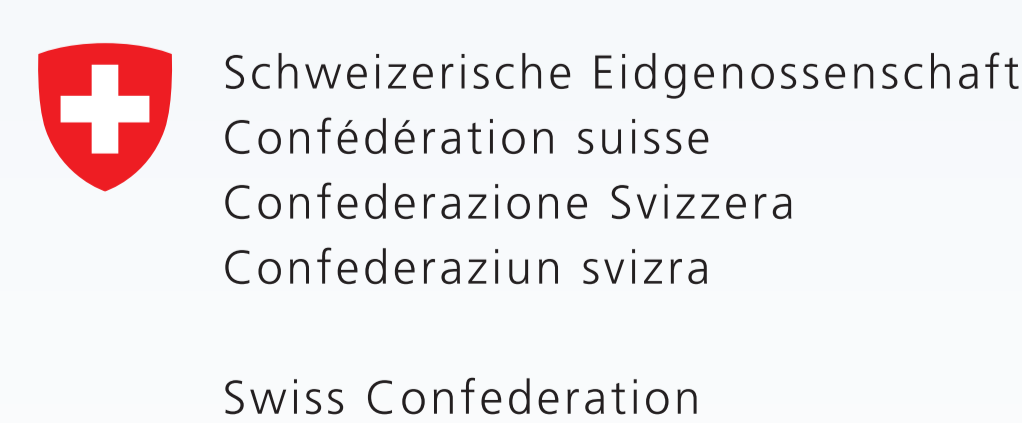 Schweizerische Eidgenossenschaft
Confédération suisse
Confederazione Svizzera
Confederaziun svizra
Swiss Confederation